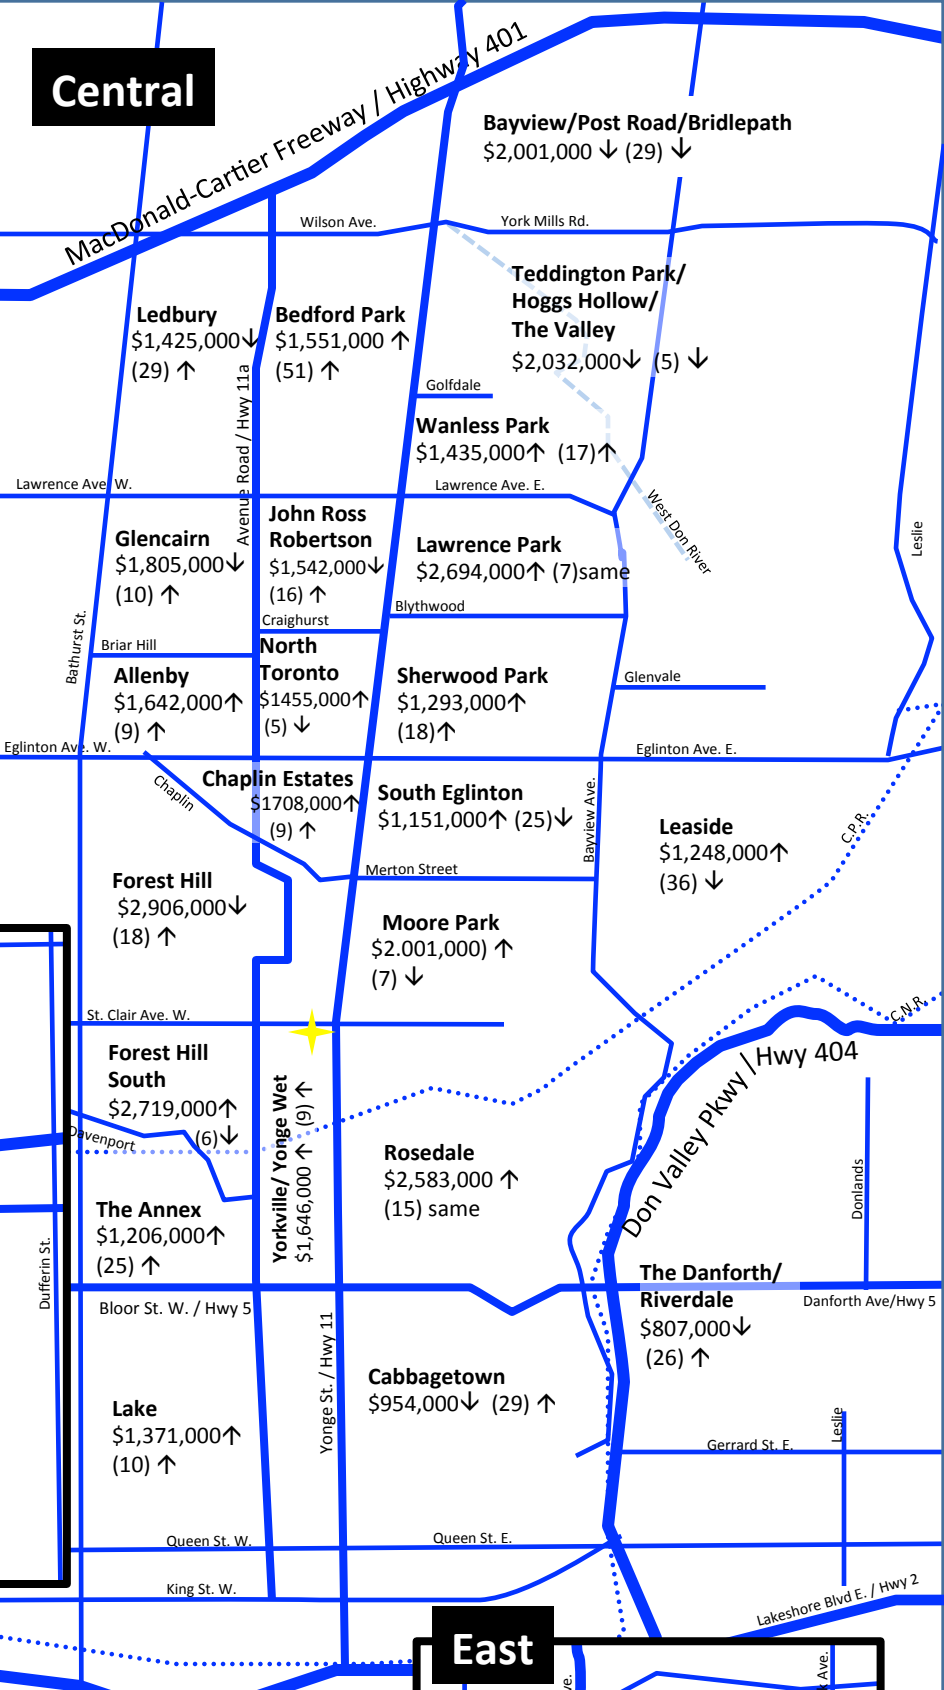 Central
MacDonald-Cartier Freeway / Highway 401
Bayview/Post Road/Bridlepath
$2,001,000 ↓ (29) ↓
Wilson Ave.
York Mills Rd.
Teddington Park/
Hoggs Hollow/
The Valley
$2,032,000↓ (5) ↓
Ledbury
$1,425,000↓
(29) ↑
Bedford Park
$1,551,000 ↑
(51) ↑
Avenue Road / Hwy 11a
Golfdale
Wanless Park
$1,435,000↑ (17)↑
Lawrence Ave. W.
Lawrence Ave. E.
West Don River
Leslie
Glencairn
$1,805,000↓
(10) ↑
John Ross
Robertson
$1,542,000↓
(16) ↑
Lawrence Park
$2,694,000↑ (7)same
Blythwood
Craighurst
Bathurst St.
Briar Hill
Allenby
$1,642,000↑
(9) ↑
North
Toronto
$1455,000↑
(5) ↓
Sherwood Park
$1,293,000↑
(18)↑
Glenvale
Eglinton Ave. W.
Eglinton Ave. E.
Chaplin
Chaplin Estates
$1708,000↑
(9) ↑
South Eglinton
$1,151,000↑ (25)↓
Bayview Ave.
Leaside
$1,248,000↑
(36) ↓
C.P.R.
Merton Street
Forest Hill
$2,906,000↓
(18) ↑
Moore Park
$2.001,000) ↑
(7) ↓
St. Clair Ave. W.
C.N.R.
Forest Hill
South
$2,719,000↑
(6)↓
Davenport
Yorkville/ Yonge Wet
$1,646,000 ↑ (9) ↑
Don Valley Pkwy / Hwy 404
Rosedale
$2,583,000 ↑
(15) same
Donlands
The Annex
$1,206,000↑
(25) ↑
Dufferin St.
Bloor St. W. / Hwy 5
The Danforth/
Riverdale
$807,000↓
(26) ↑
Danforth Ave/Hwy 5
Yonge St. / Hwy 11
Cabbagetown
$954,000↓ (29) ↑
Lake
$1,371,000↑
(10) ↑
Leslie
Gerrard St. E.
Queen St. W.
Queen St. E.
King St. W.
Lakeshore Blvd E. / Hwy 2
East
ve.
k Ave.